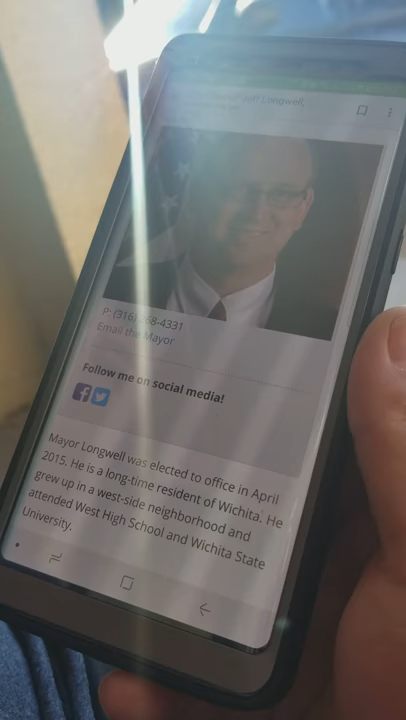 Jeff Longwell,
P: (316) 268-4331
Email the Mayor
Follow me on social media!
Mayor Longwell was elected to office in April
2015. He is a long-time resident of Wichita. He
grew up in a west-side neighborhood and
attended West High School and Wichita State
University.